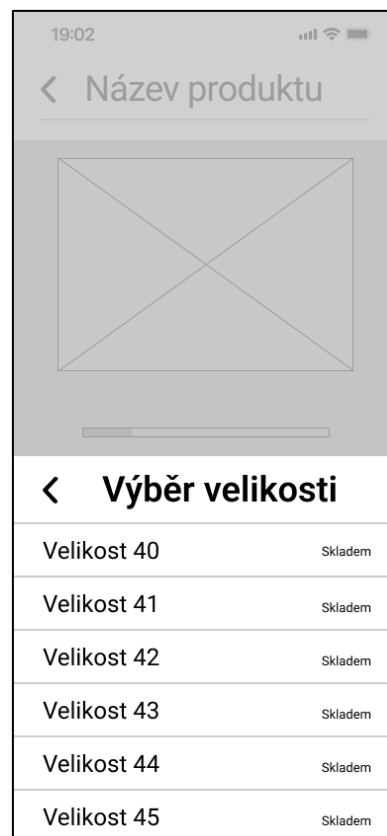 19:02
Název produktu
Výběr velikosti
Velikost 40 Skladem
Velikost 41 Skladem
Velikost 42 Skladem
Velikost 43 Skladem
Velikost 44 Skladem
Velikost 45 Skladem